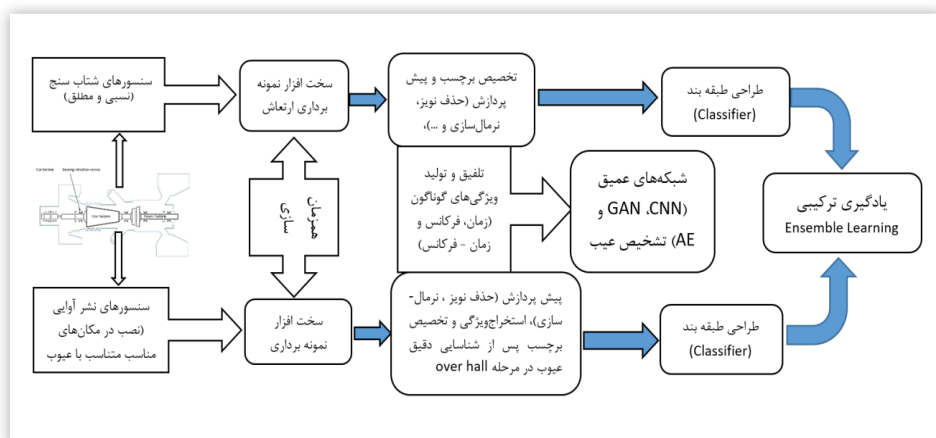 سنسورهای شتاب سنج
(نسبی و مطلق)
سخت افزار نمونه
برداری ارتعاش
تخصیص برچسب و پیش
پردازش (حذف نویز،
نرمال‌سازی و ...)،
طراحی طبقه بند
(Classifier)
همزمان
سازی
تلفیق و تولید
ویژگی‌های گوناگون
(زمان، فرکانس و
زمان - فرکانس)
شبکه‌های عمیق
(GAN ،CNN و
AE) تشخیص عیب
یادگیری ترکیبی
Ensemble Learning
سنسورهای نشر آوایی
(نصب در مکان‌های
مناسب متناسب با عیوب
سخت افزار
نمونه برداری
پیش پردازش (حذف نویز ، نرمال-
سازی)، استخراج‌ویژگی و تخصیص
برچسب پس از شناسایی دقیق
عیوب در مرحله over hall
طراحی طبقه بند
(Classifier)